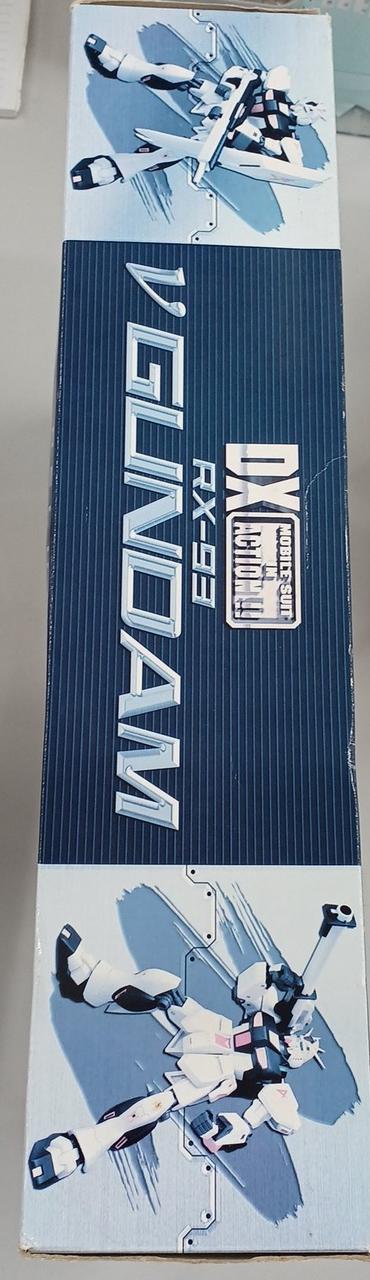 DX
MOBILE SUIT
IN
ACTION!!
RX-93
ν GUNDAM